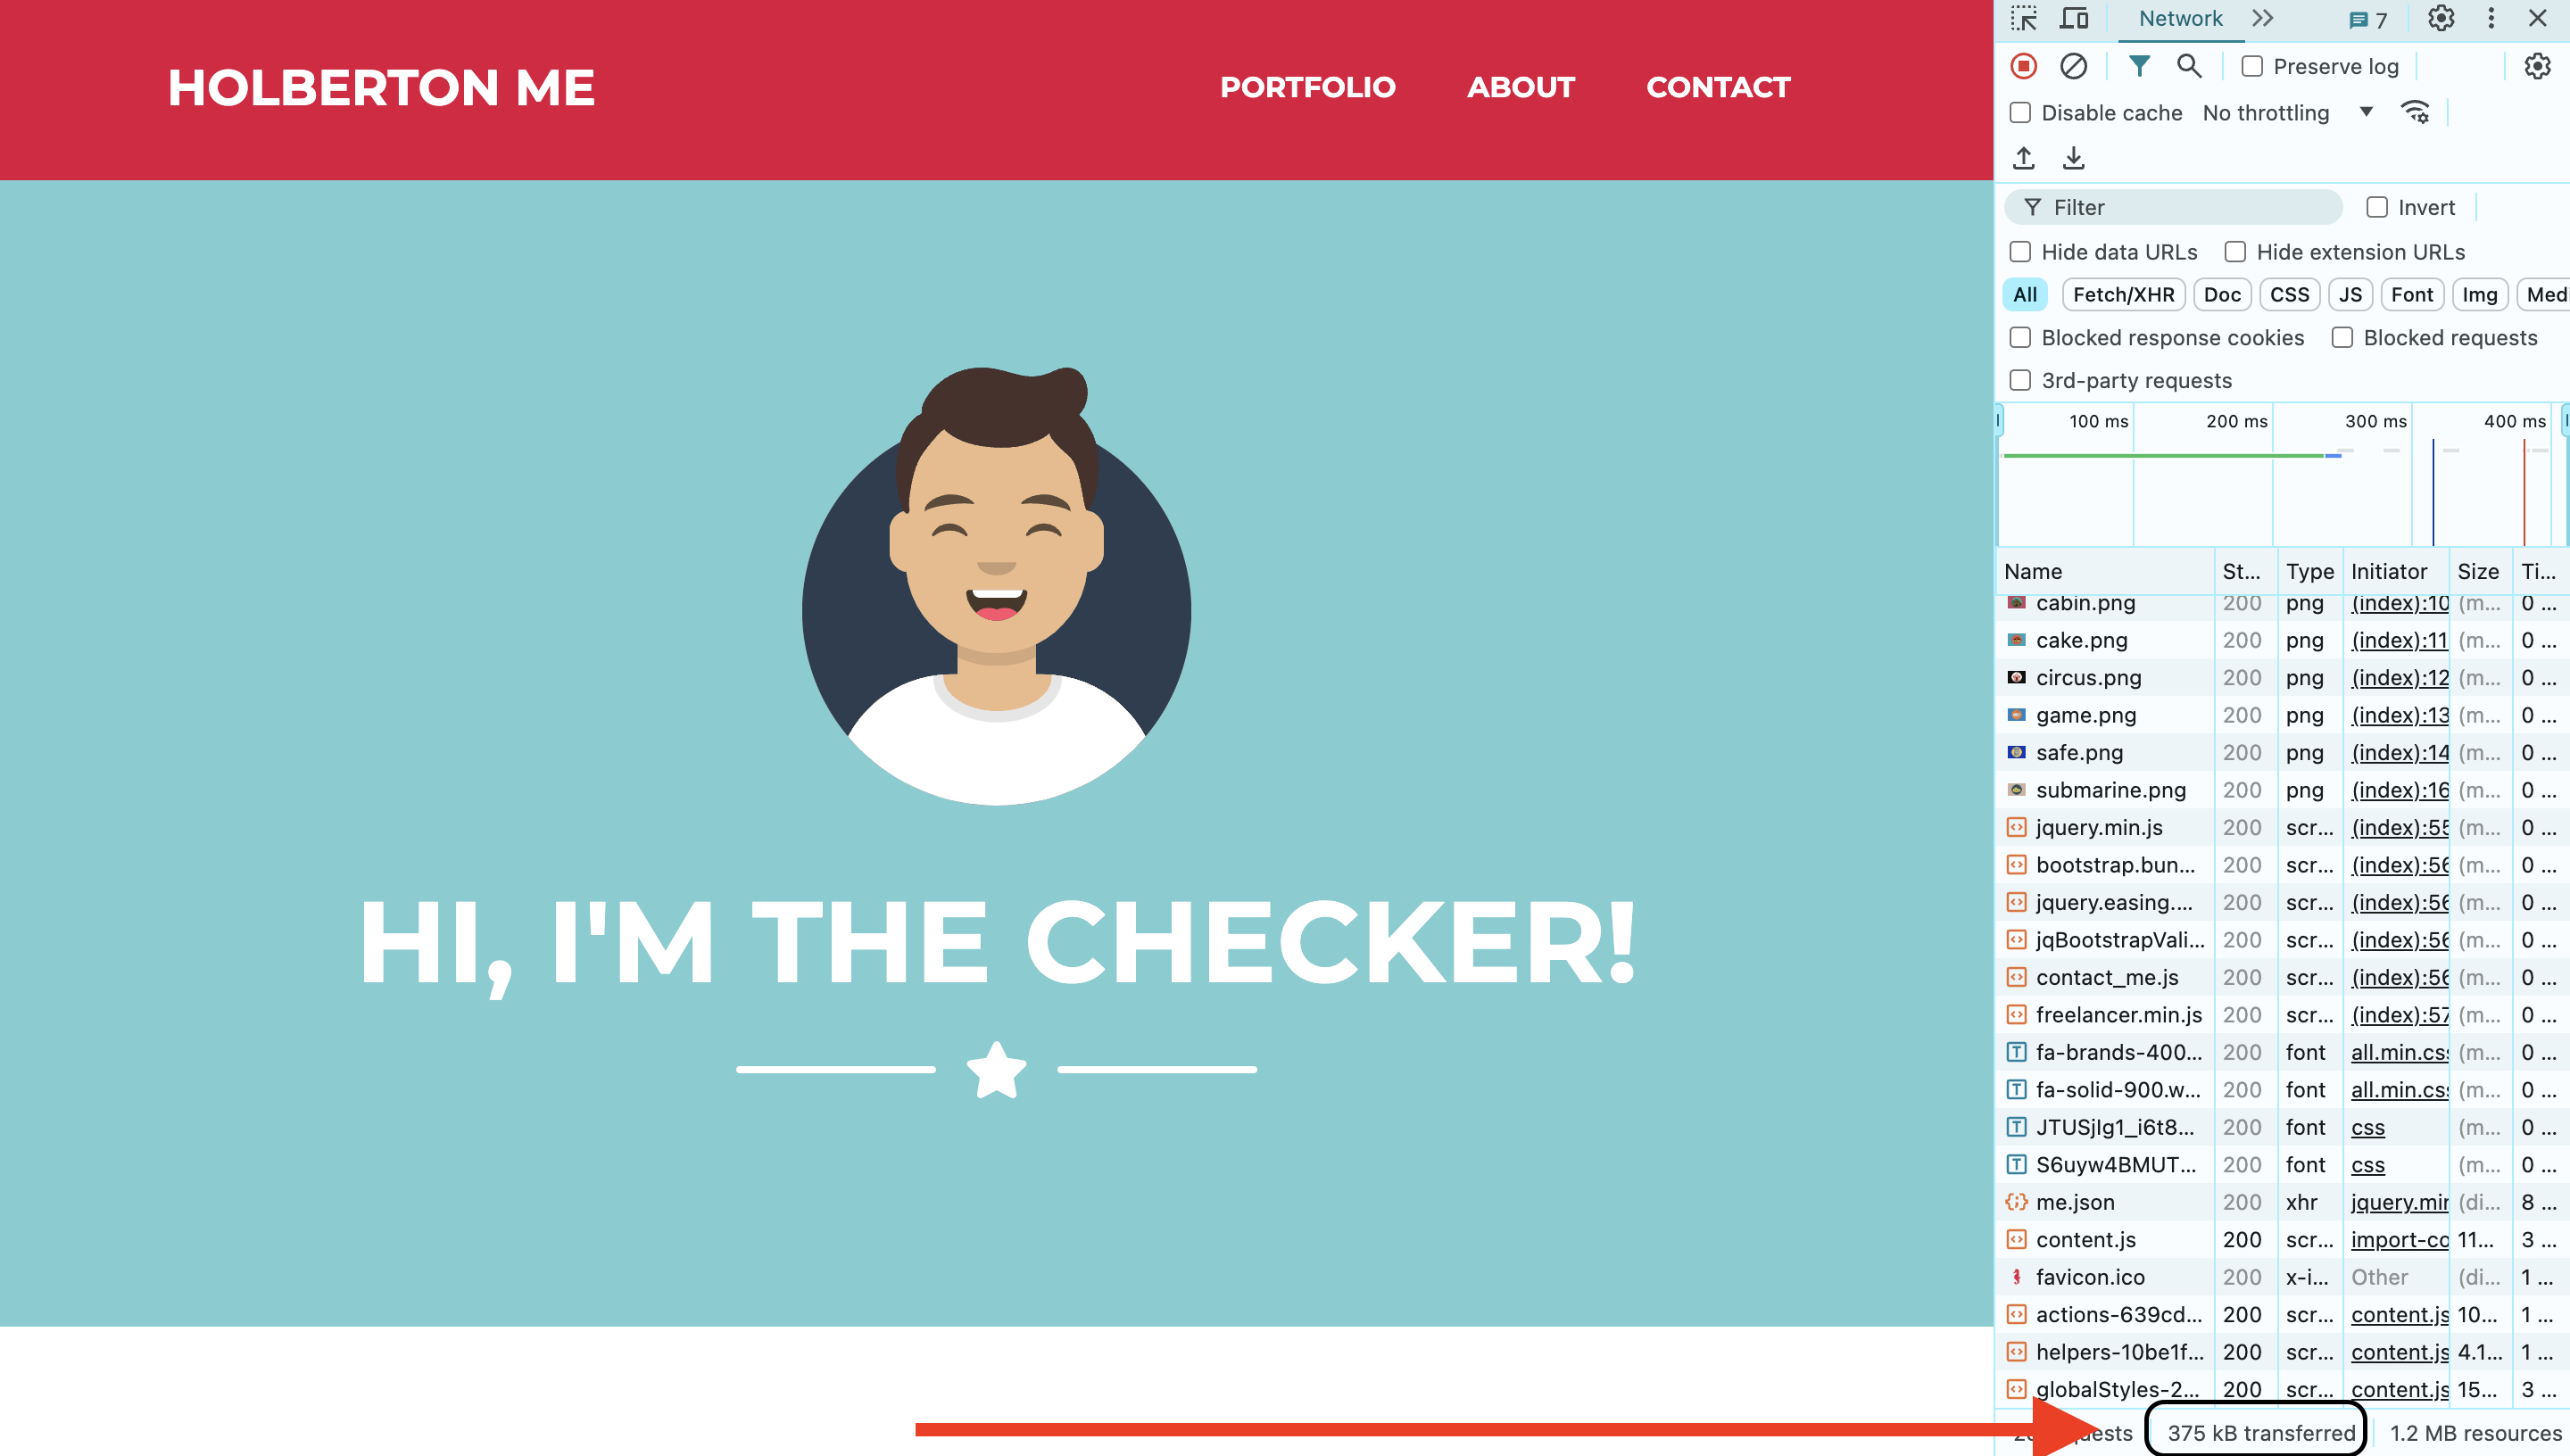 HOLBERTON ME
PORTFOLIO ABOUT CONTACT
HI, I'M THE CHECKER!
Network 7
Preserve log
Disable cache No throttling
Filter Invert
Hide data URLs Hide extension URLs
All Fetch/XHR Doc CSS JS Font Img Medi
Blocked response cookies Blocked requests
3rd-party requests
100 ms 200 ms 300 ms 400 ms
Name St... Type Initiator Size Ti...
cabin.png 200 png (index):10 (m... 0 ...
cake.png 200 png (index):11 (m... 0 ...
circus.png 200 png (index):12 (m... 0 ...
game.png 200 png (index):13 (m... 0 ...
safe.png 200 png (index):14 (m... 0 ...
submarine.png 200 png (index):16 (m... 0 ...
jquery.min.js 200 scr... (index):55 (m... 0 ...
bootstrap.bun... 200 scr... (index):56 (m... 0 ...
jquery.easing.... 200 scr... (index):56 (m... 0 ...
jqBootstrapVali... 200 scr... (index):56 (m... 0 ...
contact_me.js 200 scr... (index):56 (m... 0 ...
freelancer.min.js 200 scr... (index):57 (m... 0 ...
fa-brands-400... 200 font all.min.css (m... 0 ...
fa-solid-900.w... 200 font all.min.css (m... 0 ...
JTUSjIg1_i6t8... 200 font css (m... 0 ...
S6uyw4BMUT... 200 font css (m... 0 ...
me.json 200 xhr jquery.min (di... 8 ...
content.js 200 scr... import-co 11... 3 ...
favicon.ico 200 x-i... Other (di... 1 ...
actions-639cd... 200 scr... content.js 10... 1 ...
helpers-10be1f... 200 scr... content.js 4.1... 1 ...
globalStyles-2... 200 scr... content.js 15... 3 ...
375 kB transferred 1.2 MB resources